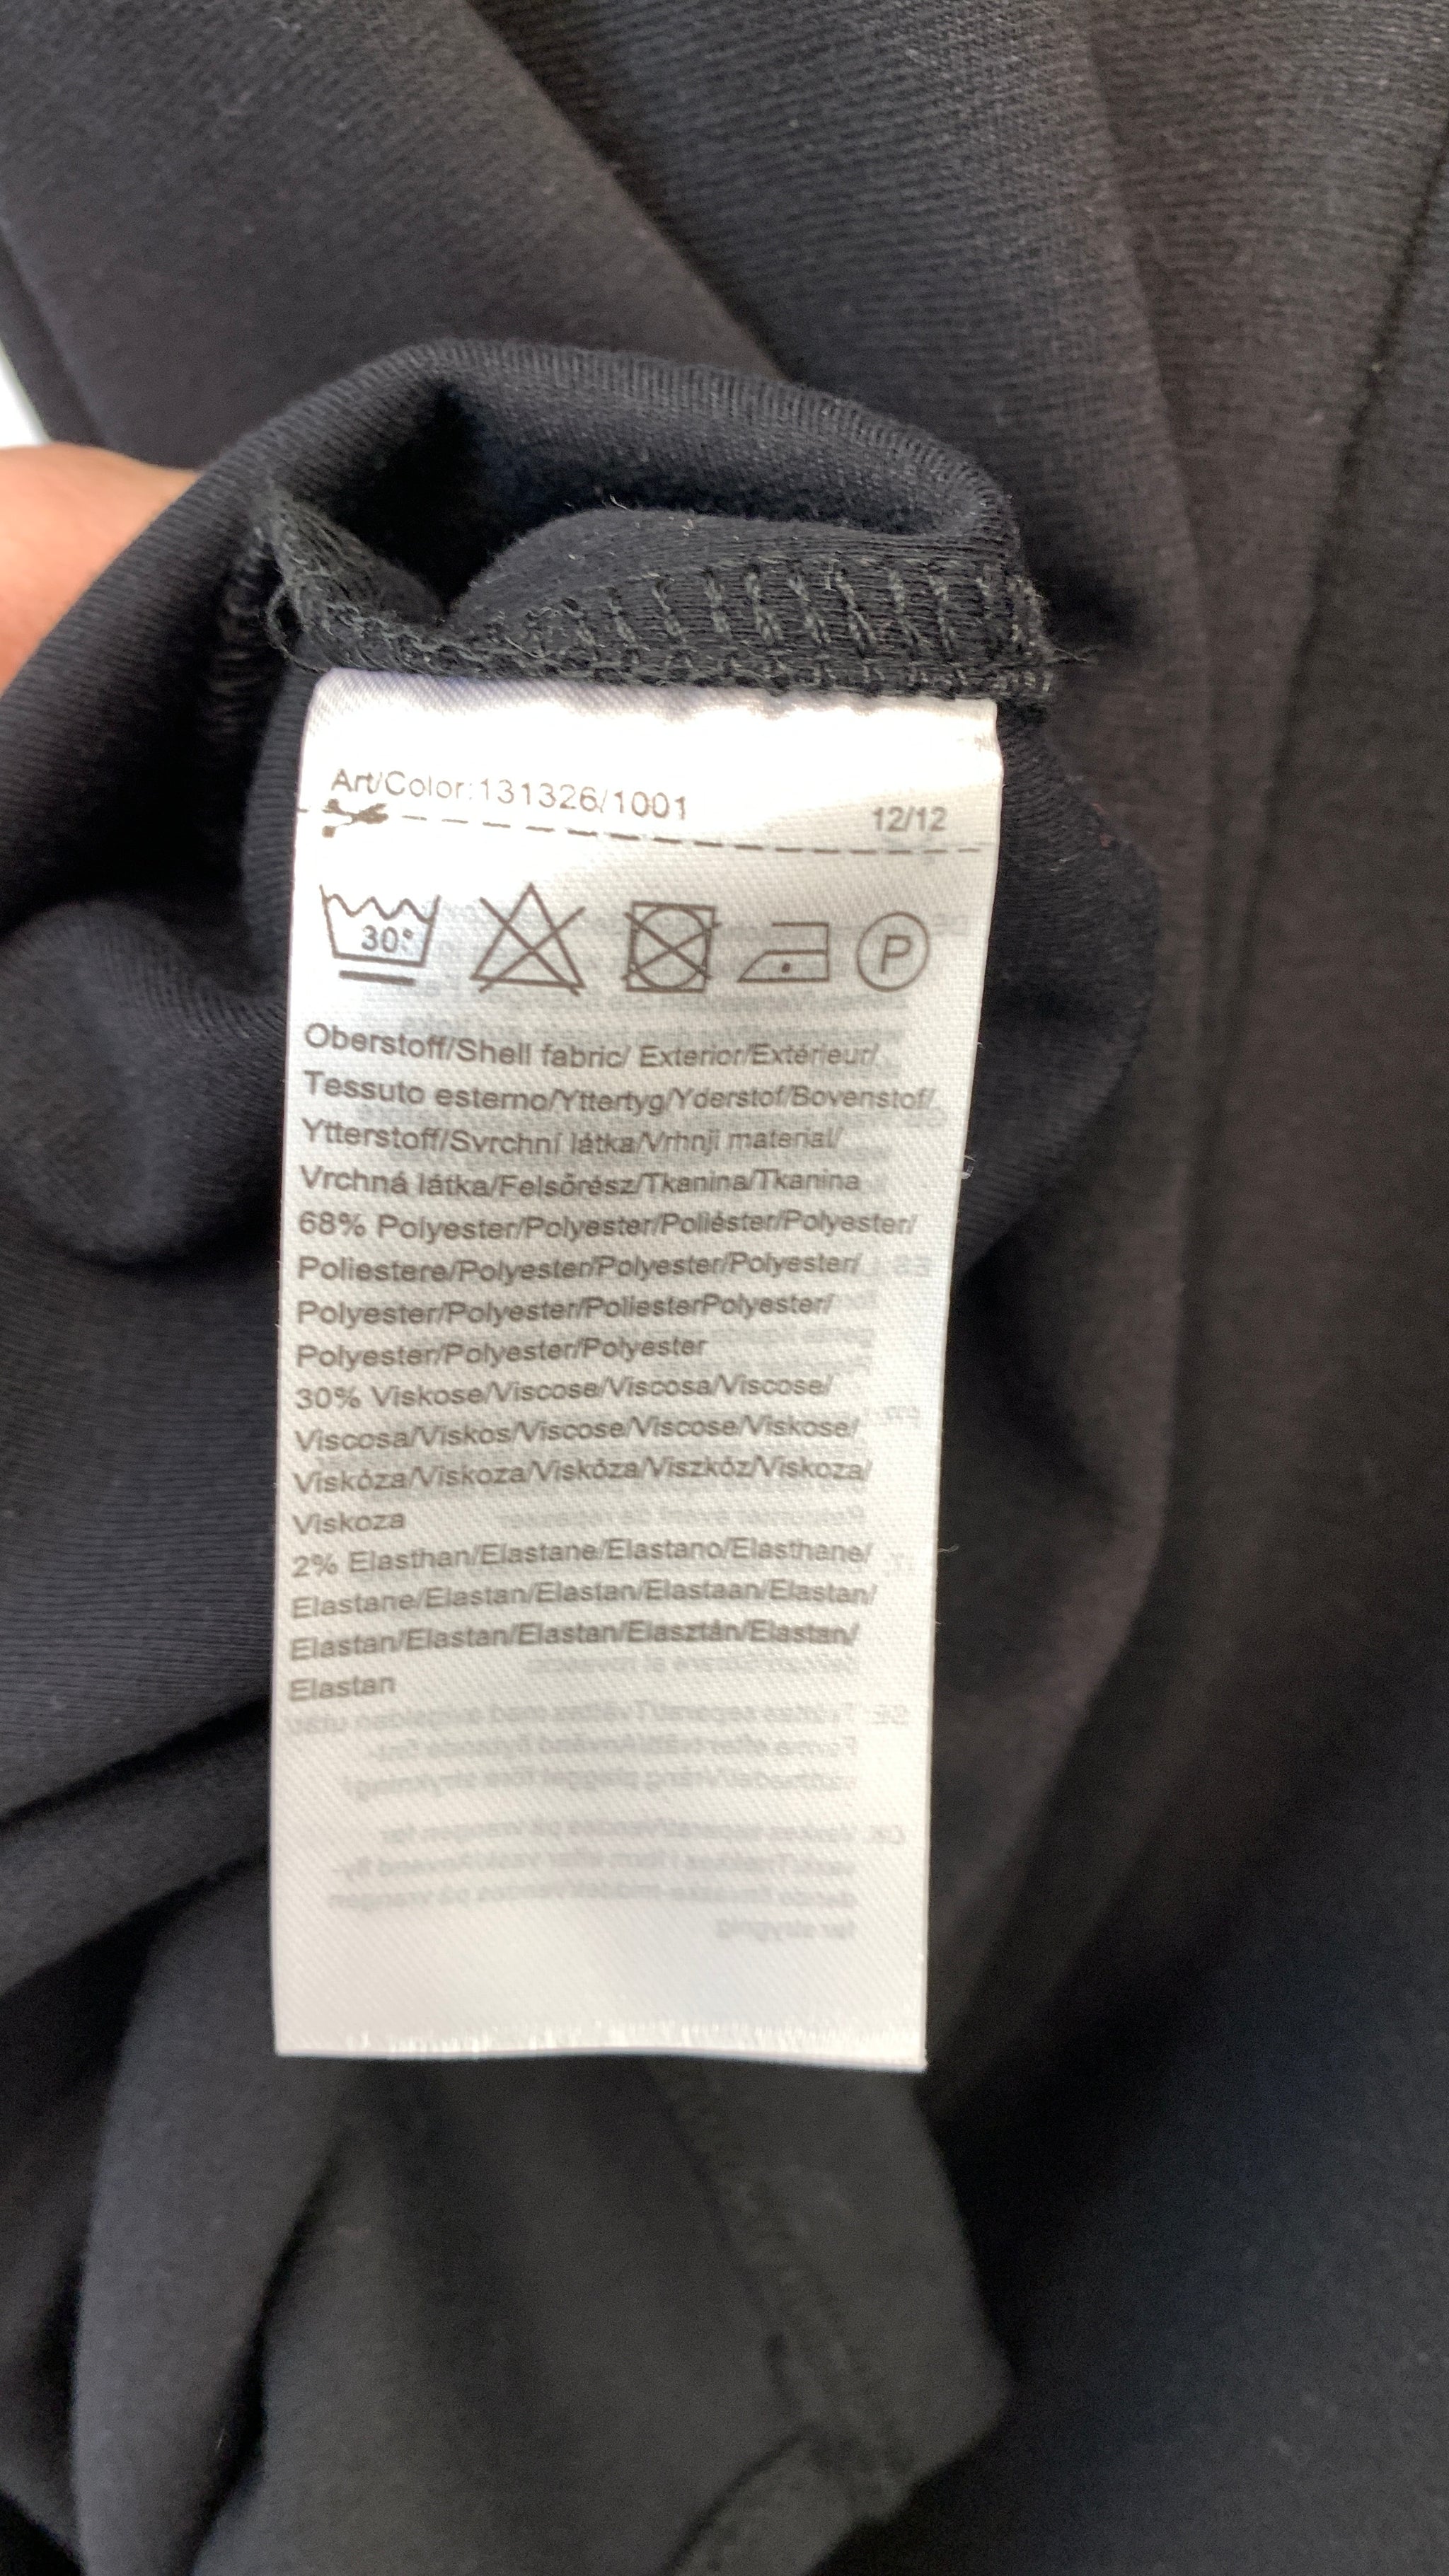 Art/Color:131326/1001
12/12
30°
P
Oberstoff/Shell fabric/ Exterior/Extérieur/
Tessuto esterno/Yttertyg/Yderstof/Bovenstof/
Ytterstoff/Svrchní látka/Vrhnji material/
Vrchná látka/Felsőrész/Tkanina/Tkanina
68% Polyester/Polyester/Poliéster/Polyester/
Poliestere/Polyester/Polyester/Polyester/
Polyester/Polyester/PoliesterPolyester/
Polyester/Polyester/Polyester
30% Viskose/Viscose/Viscosa/Viscose/
Viscosa/Viskos/Viscose/Viscose/Viskose/
Viskóza/Viskoza/Viskóza/Viszkóz/Viskoza/
Viskoza
2% Elasthan/Elastane/Elastano/Elasthane/
Elastane/Elastan/Elastan/Elastaan/Elastan/
Elastan/Elastan/Elastan/Elasztán/Elastan/
Elastan